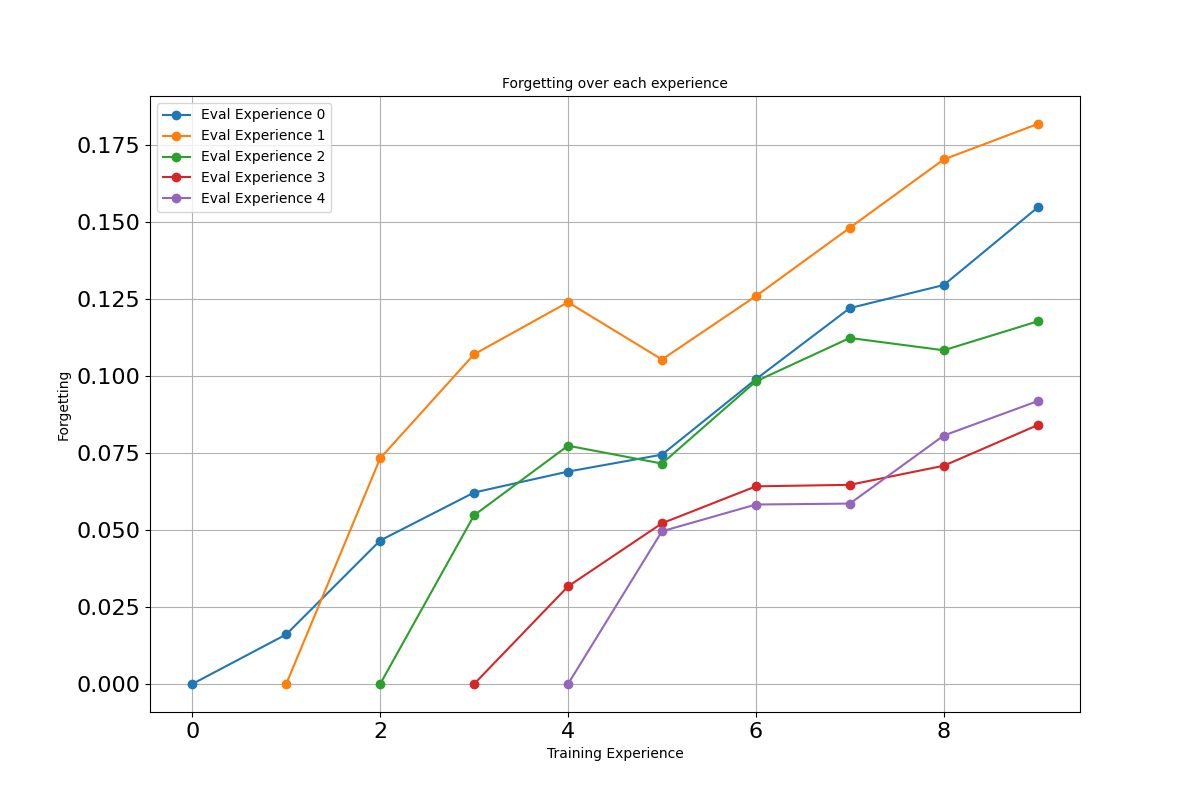 Forgetting over each experience
Eval Experience 0
Eval Experience 1
Eval Experience 2
Eval Experience 3
Eval Experience 4
0.175
0.150
0.125
0.100
0.075
0.050
0.025
0.000
Forgetting
0 2 4 6 8
Training Experience